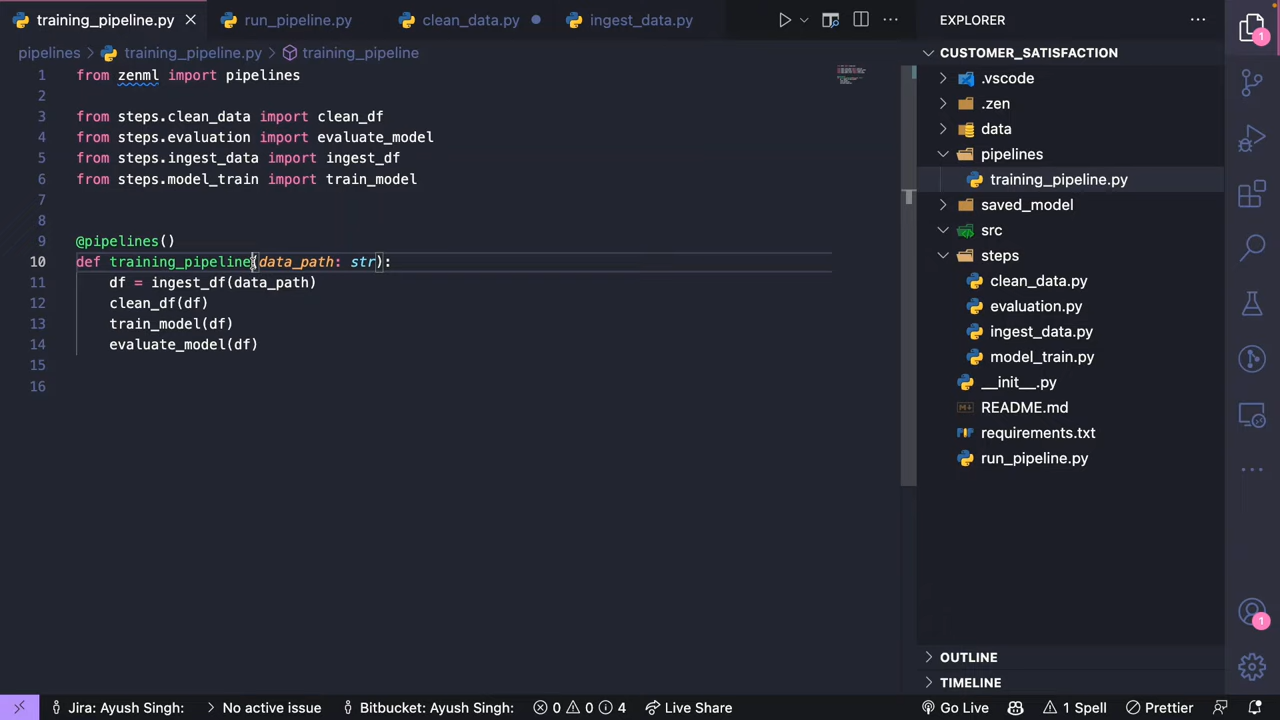 training_pipeline.py
run_pipeline.py
clean_data.py
ingest_data.py
EXPLORER
pipelines
training_pipeline.py
training_pipeline
1 from zenml import pipelines
2
3 from steps.clean_data import clean_df
4 from steps.evaluation import evaluate_model
5 from steps.ingest_data import ingest_df
6 from steps.model_train import train_model
7
8
9 @pipelines()
10 def training_pipeline(data_path: str):
11 df = ingest_df(data_path)
12 clean_df(df)
13 train_model(df)
14 evaluate_model(df)
15
16
CUSTOMER_SATISFACTION
.vscode
.zen
data
pipelines
training_pipeline.py
saved_model
src
steps
clean_data.py
evaluation.py
ingest_data.py
model_train.py
__init__.py
README.md
requirements.txt
run_pipeline.py
OUTLINE
TIMELINE
1
1
Jira: Ayush Singh: No active issue Bitbucket: Ayush Singh: 0 0 4 Live Share Go Live 1 Spell Prettier